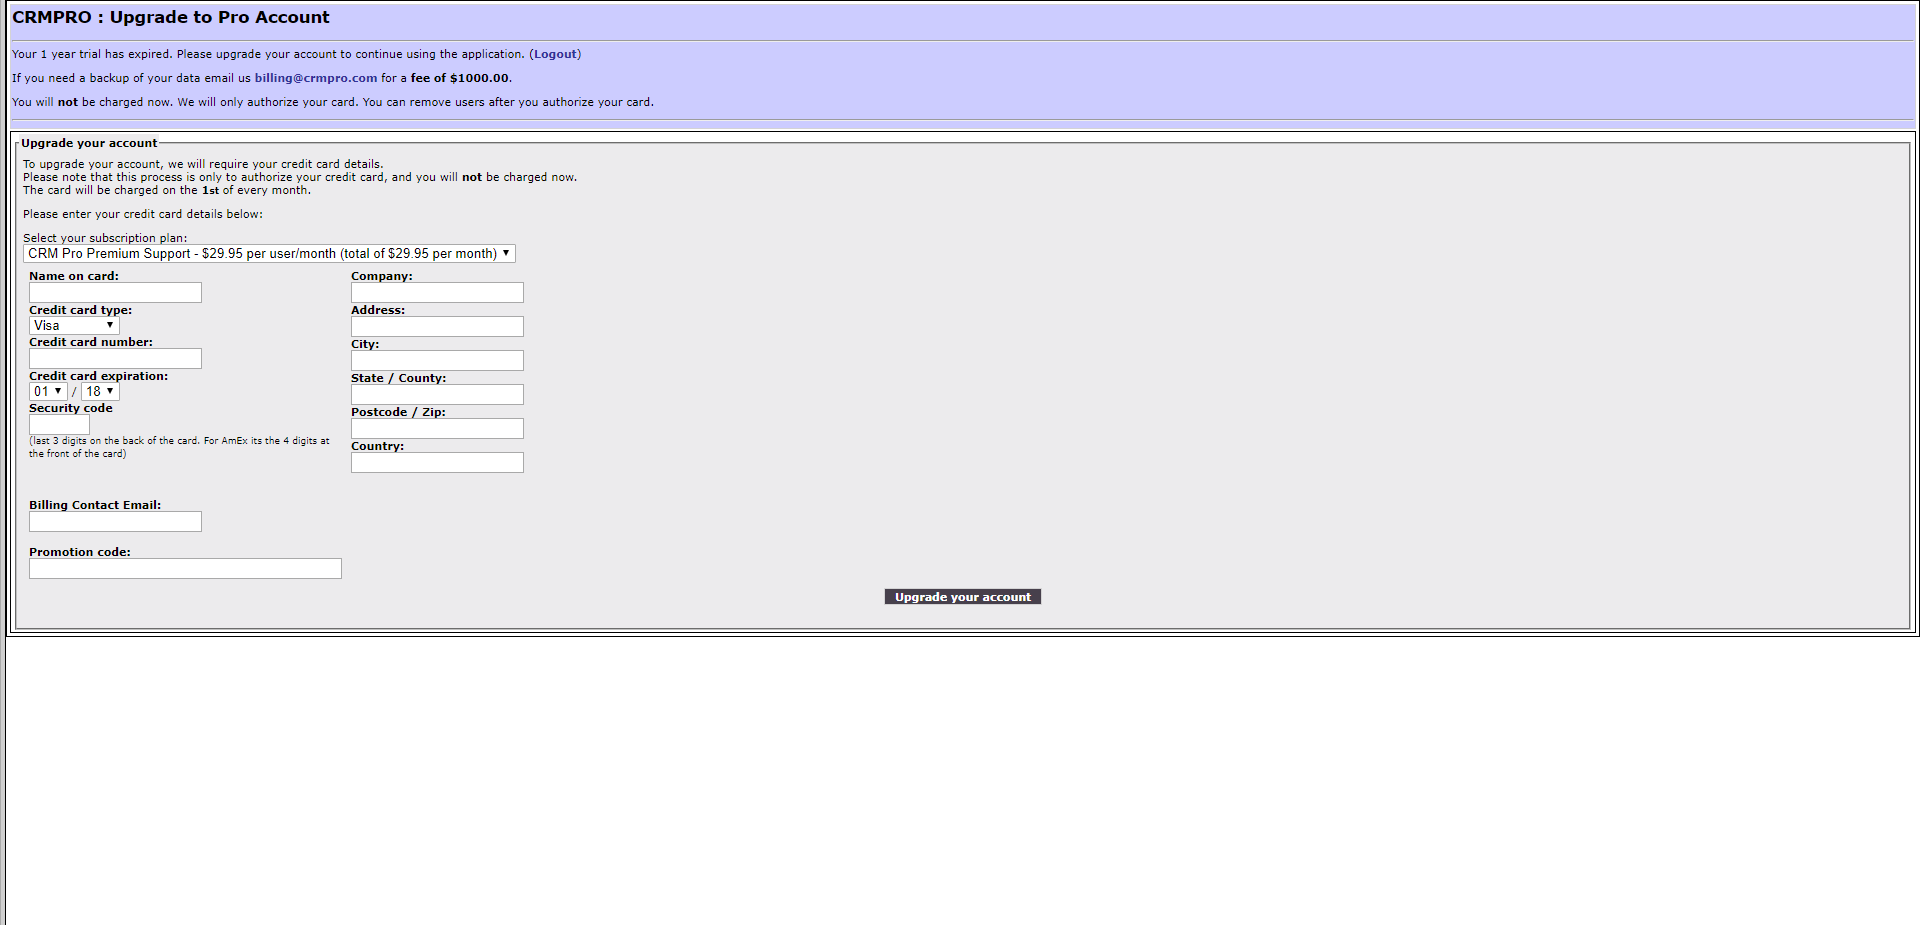 CRMPRO : Upgrade to Pro Account
Your 1 year trial has expired. Please upgrade your account to continue using the application. (Logout)
If you need a backup of your data email us billing@crmpro.com for a fee of $1000.00.
You will not be charged now. We will only authorize your card. You can remove users after you authorize your card.
Upgrade your account
To upgrade your account, we will require your credit card details.
Please note that this process is only to authorize your credit card, and you will not be charged now.
The card will be charged on the 1st of every month.
Please enter your credit card details below:
Select your subscription plan:
CRM Pro Premium Support - $29.95 per user/month (total of $29.95 per month)
Name on card:
Credit card type:
Visa
Credit card number:
Credit card expiration:
01 / 18
Security code
(last 3 digits on the back of the card. For AmEx its the 4 digits at
the front of the card)
Company:
Address:
City:
State / County:
Postcode / Zip:
Country:
Billing Contact Email:
Promotion code:
Upgrade your account